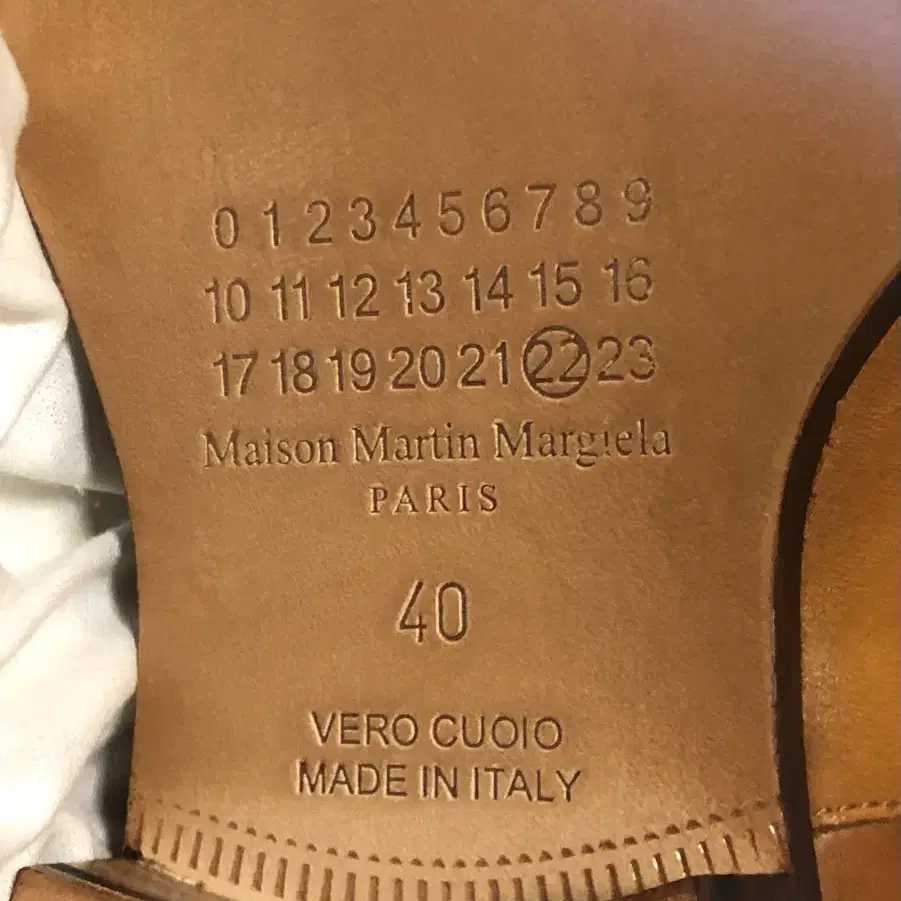 0 1 2 3 4 5 6 7 8 9
10 11 12 13 14 15 16
17 18 19 20 21 22 23
Maison Martin Margiela
PARIS
40
VERO CUOIO
MADE IN ITALY